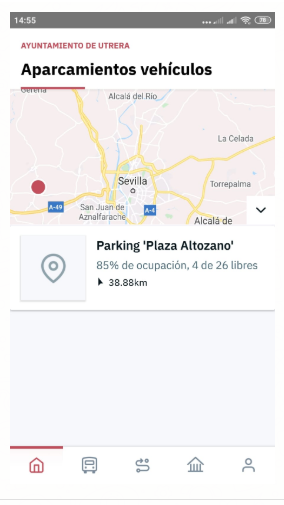 14:55
78
AYUNTAMIENTO DE UTRERA
Aparcamientos vehículos
Gerena
Alcalá del Río
La Celada
Sevilla
Torrepalma
A-49
San Juan de
Aznalfarache
A-4
Alcalá de
Parking 'Plaza Altozano'
85% de ocupación, 4 de 26 libres
38.88km